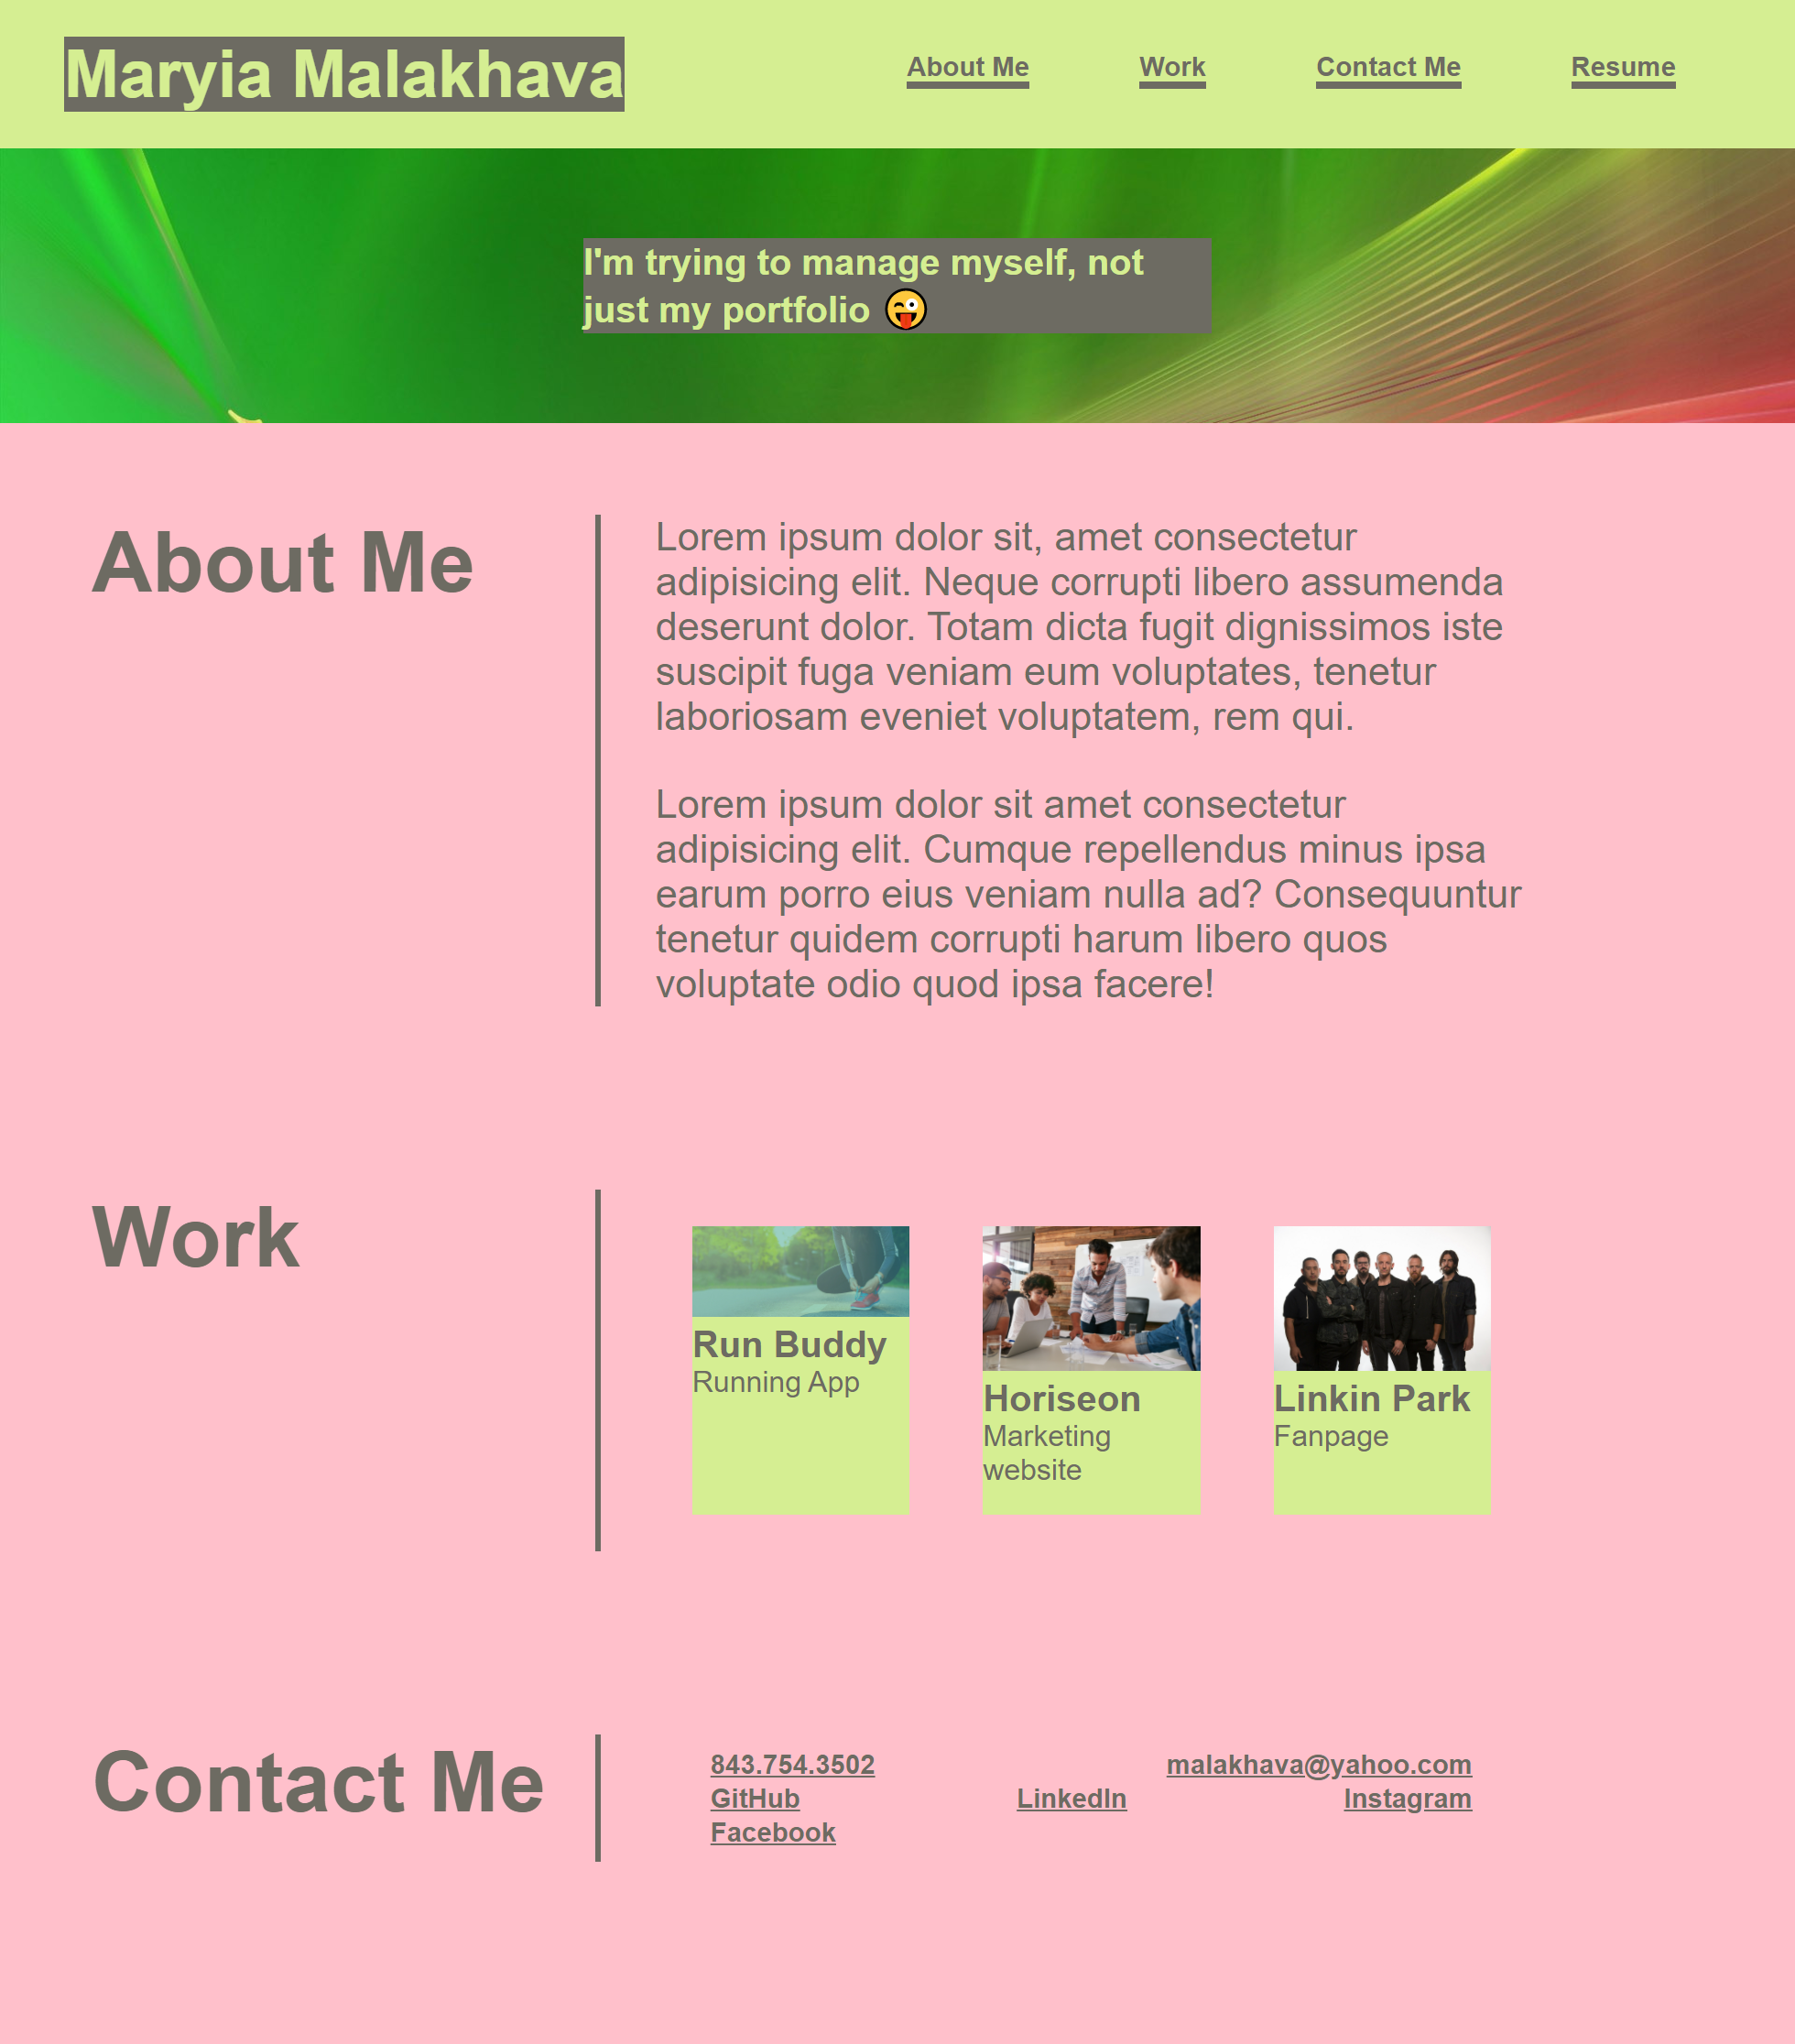 Maryia Malakhava
About Me Work Contact Me Resume
I'm trying to manage myself, not
just my portfolio 😜
About Me
Lorem ipsum dolor sit, amet consectetur
adipisicing elit. Neque corrupti libero assumenda
deserunt dolor. Totam dicta fugit dignissimos iste
suscipit fuga veniam eum voluptates, tenetur
laboriosam eveniet voluptatem, rem qui.
Lorem ipsum dolor sit amet consectetur
adipisicing elit. Cumque repellendus minus ipsa
earum porro eius veniam nulla ad? Consequuntur
tenetur quidem corrupti harum libero quos
voluptate odio quod ipsa facere!
Work
Run Buddy
Running App
Horiseon
Marketing
website
Linkin Park
Fanpage
Contact Me
843.754.3502 malakhava@yahoo.com
GitHub LinkedIn Instagram
Facebook